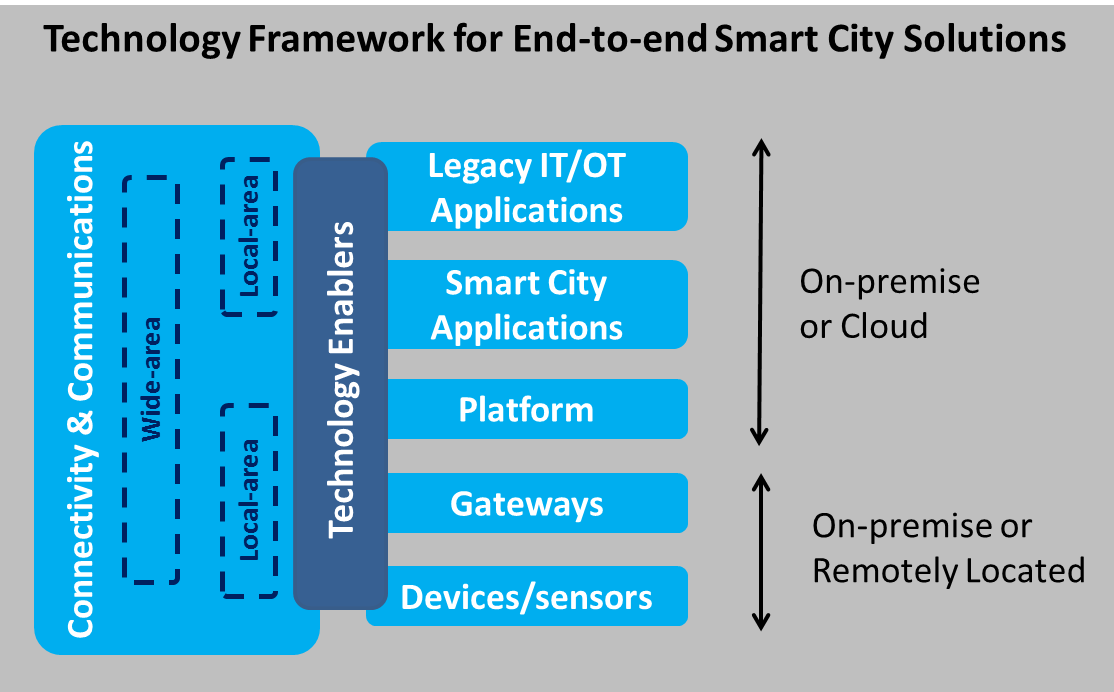 Technology Framework for End-to-end Smart City Solutions
Connectivity & Communications
Wide-area
Local-area
Local-area
Technology Enablers
Legacy IT/OT
Applications
Smart City
Applications
Platform
Gateways
Devices/sensors
On-premise
or Cloud
On-premise or
Remotely Located